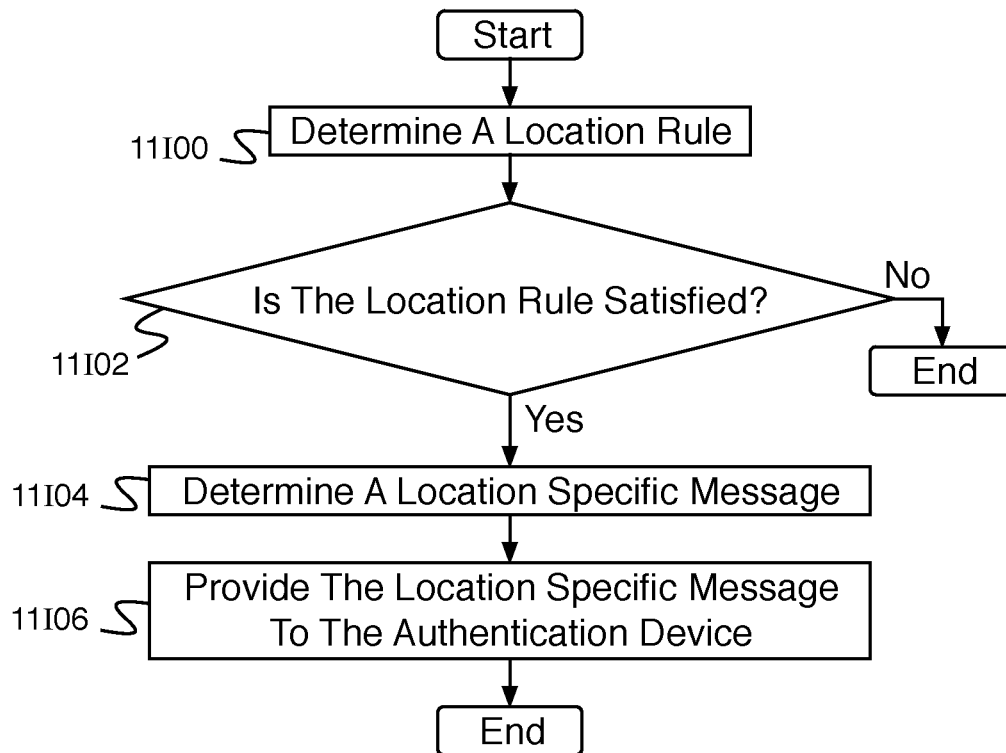 Start
11I00
Determine A Location Rule
Is The Location Rule Satisfied?
No
11I02
End
Yes
11I04
Determine A Location Specific Message
Provide The Location Specific Message
To The Authentication Device
11I06
End